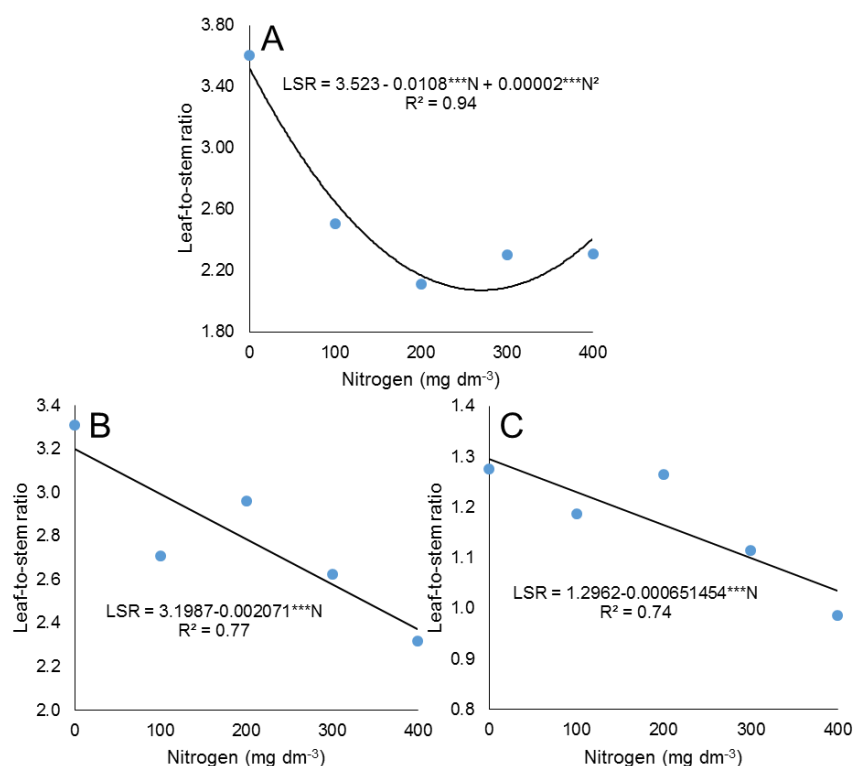 A
3.80
3.40
3.00
2.60
2.20
1.80
Leaf-to-stem ratio
LSR = 3.523 - 0.0108***N + 0.00002***N²
R² = 0.94
0 100 200 300 400
Nitrogen (mg dm⁻³)
B
3.4
3.2
3.0
2.8
2.6
2.4
2.2
2.0
Leaf-to-stem ratio
LSR = 3.1987-0.002071***N
R² = 0.77
0 100 200 300 400
Nitrogen (mg dm⁻³)
C
1.4
1.3
1.2
1.1
1.0
0.9
0.8
Leaf-to-stem ratio
LSR = 1.2962-0.000651454***N
R² = 0.74
0 100 200 300 400
Nitrogen (mg dm⁻³)